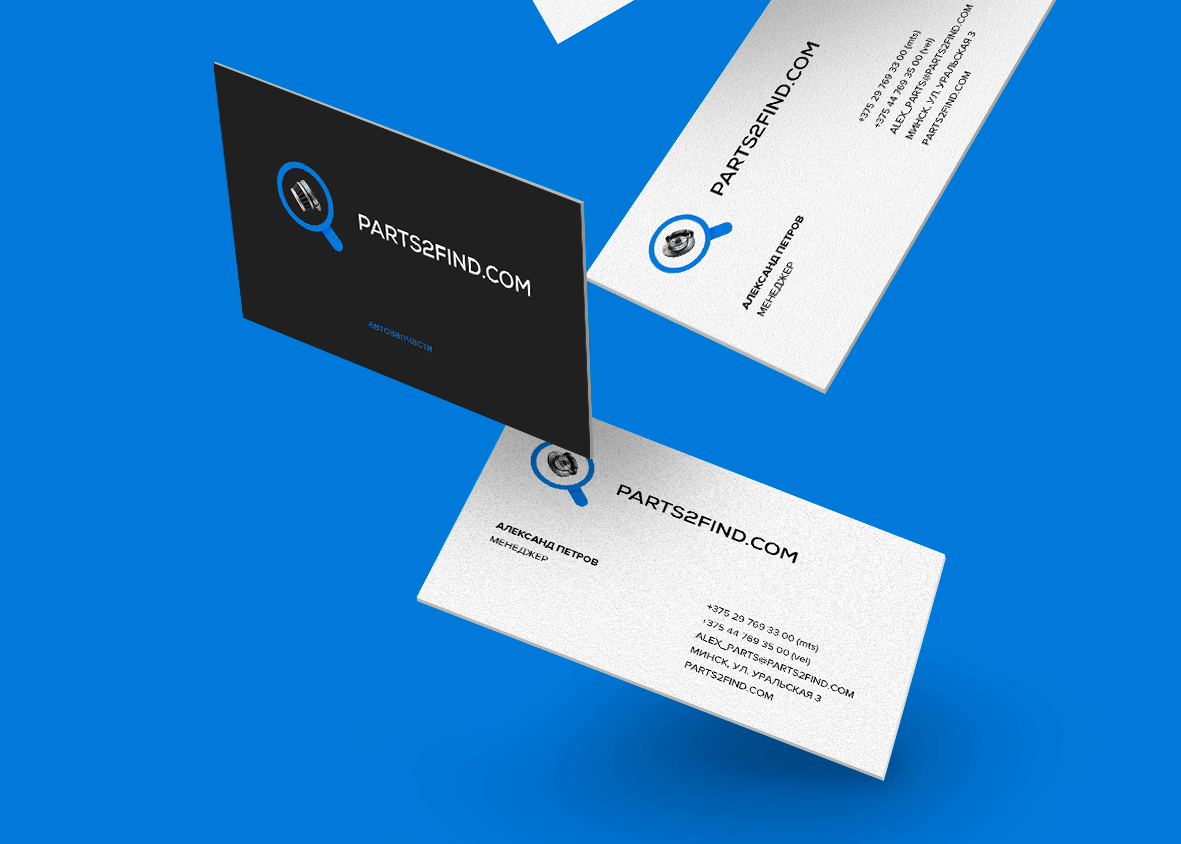 PARTS2FIND.COM
автозапчасти
PARTS2FIND.COM
АЛЕКСАНД ПЕТРОВ
МЕНЕДЖЕР
+375 29 769 33 00 (mts)
+375 44 769 35 00 (vel)
ALEX_PARTS@PARTS2FIND.COM
МИНСК, УЛ. УРАЛЬСКАЯ 3
PARTS2FIND.COM
PARTS2FIND.COM
АЛЕКСАНД ПЕТРОВ
МЕНЕДЖЕР
+375 29 769 33 00 (mts)
+375 44 769 35 00 (vel)
ALEX_PARTS@PARTS2FIND.COM
МИНСК, УЛ. УРАЛЬСКАЯ 3
PARTS2FIND.COM